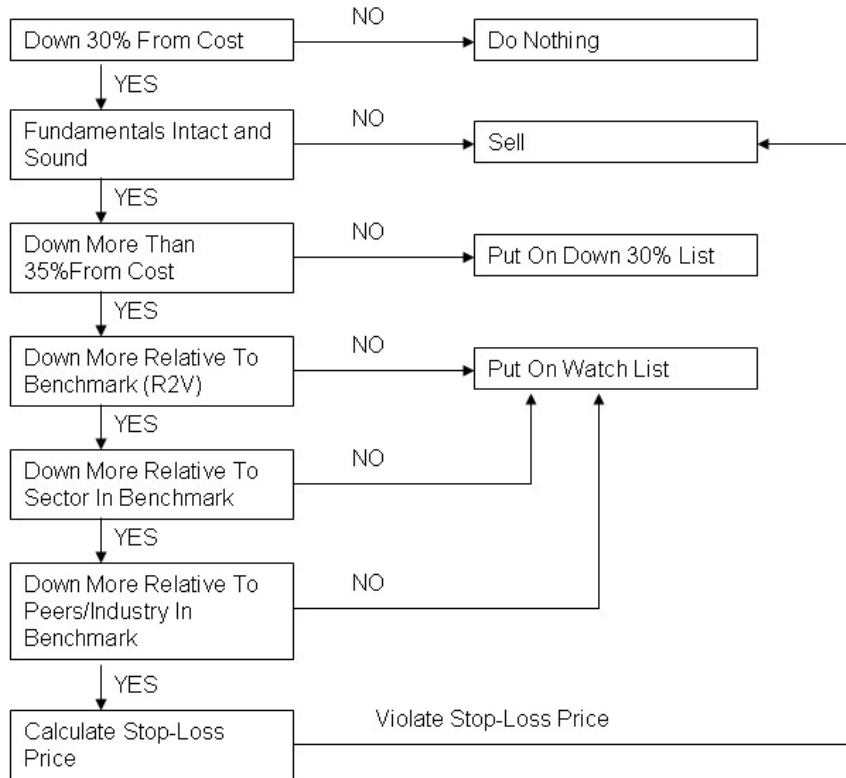 NO
Down 30% From Cost
Do Nothing
YES
NO
Fundamentals Intact and
Sound
Sell
YES
NO
Down More Than
35%From Cost
Put On Down 30% List
YES
NO
Down More Relative To
Benchmark (R2V)
Put On Watch List
YES
NO
Down More Relative To
Sector In Benchmark
YES
NO
Down More Relative To
Peers/Industry In
Benchmark
YES
Violate Stop-Loss Price
Calculate Stop-Loss
Price